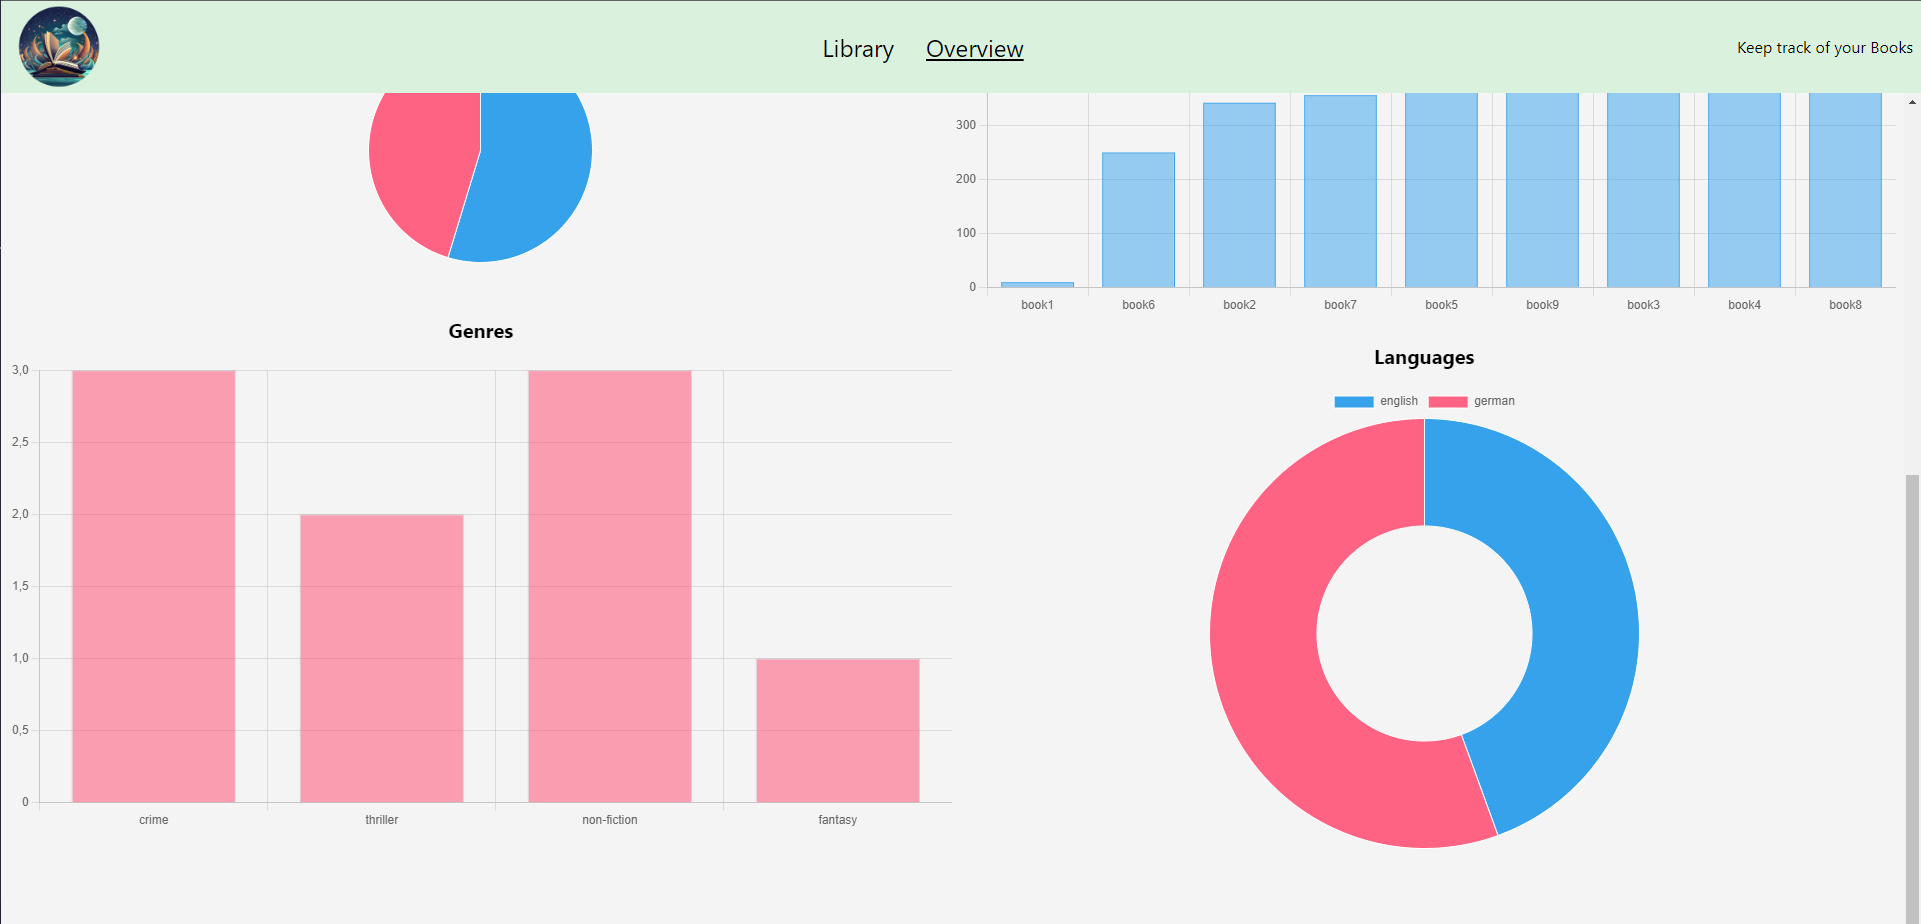 Library Overview
Keep track of your Books
300
200
100
0
book1 book6 book2 book7 book5 book9 book3 book4 book8
Genres
3,0
2,5
2,0
1,5
1,0
0,5
0
crime thriller non-fiction fantasy
Languages
english german